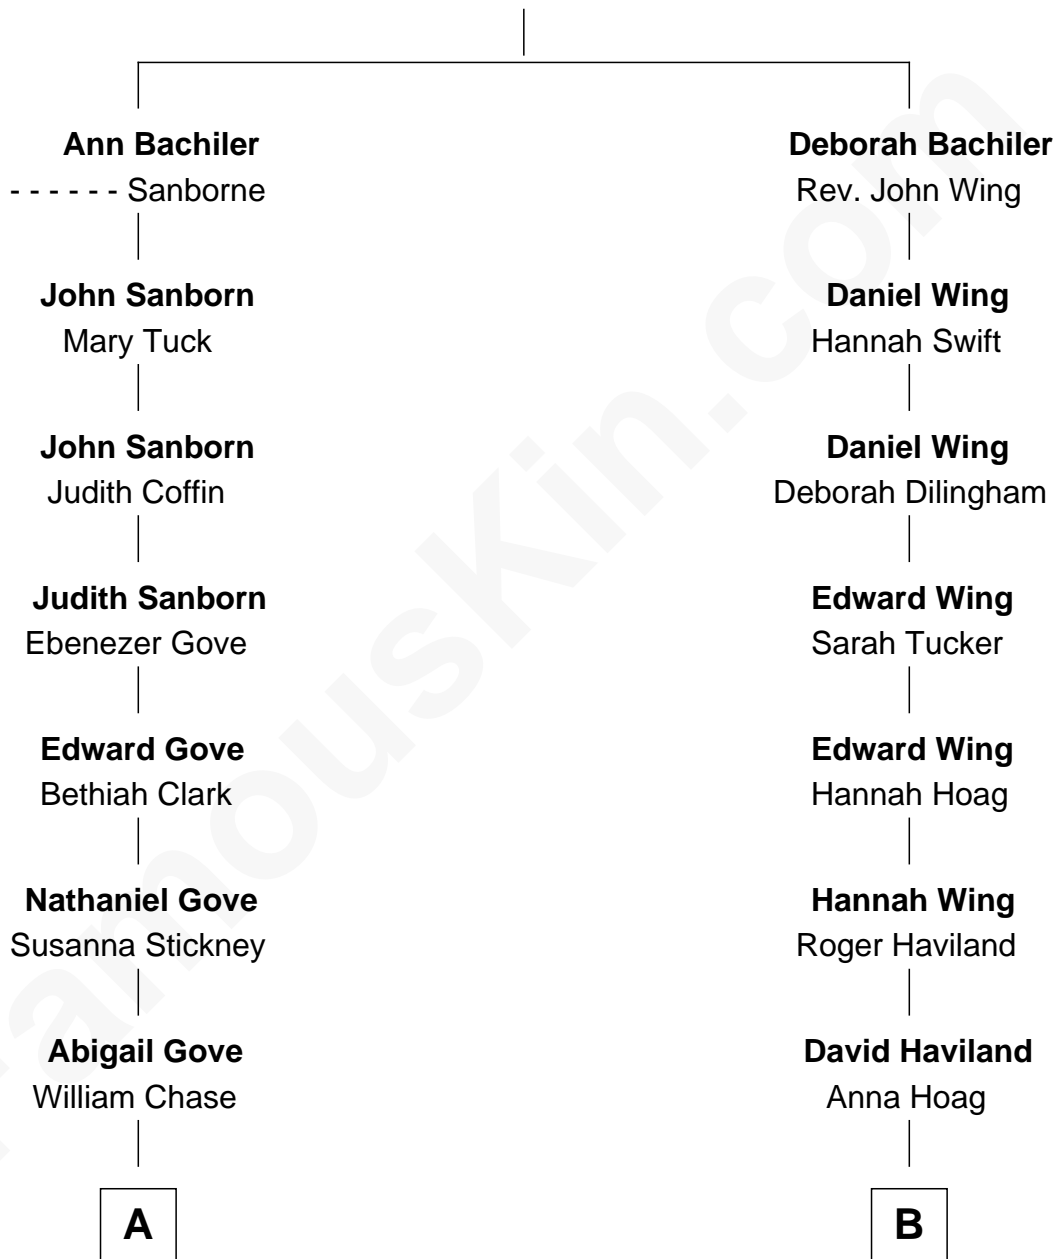 Ann Bachiler
- - - - - - Sanborne
John Sanborn
Mary Tuck
John Sanborn
Judith Coffin
Judith Sanborn
Ebenezer Gove
Edward Gove
Bethiah Clark
Nathaniel Gove
Susanna Stickney
Abigail Gove
William Chase
A
Deborah Bachiler
Rev. John Wing
Daniel Wing
Hannah Swift
Daniel Wing
Deborah Dilingham
Edward Wing
Sarah Tucker
Edward Wing
Hannah Hoag
Hannah Wing
Roger Haviland
David Haviland
Anna Hoag
B
FamousKin.com